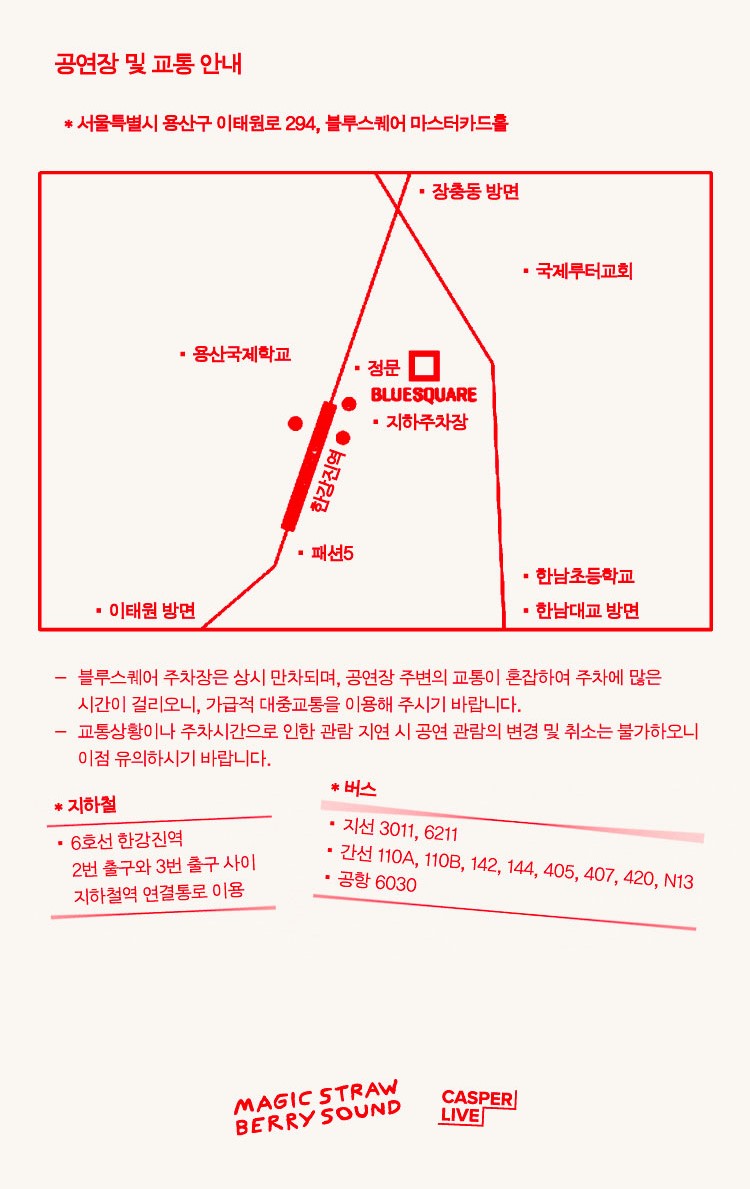 공연장 및 교통 안내
* 서울특별시 용산구 이태원로 294, 블루스퀘어 마스터카드홀
▪ 장충동 방면
▪ 국제루터교회
▪ 용산국제학교
▪ 정문
BLUESQUARE
▪ 지하주차장
한강진역
▪ 패션5
▪ 한남초등학교
▪ 이태원 방면
▪ 한남대교 방면
– 블루스퀘어 주차장은 상시 만차되며, 공연장 주변의 교통이 혼잡하여 주차에 많은
시간이 걸리오니, 가급적 대중교통을 이용해 주시기 바랍니다.
– 교통상황이나 주차시간으로 인한 관람 지연 시 공연 관람의 변경 및 취소는 불가하오니
이점 유의하시기 바랍니다.
* 지하철
▪ 6호선 한강진역
2번 출구와 3번 출구 사이
지하철역 연결통로 이용
* 버스
▪ 지선 3011, 6211
▪ 간선 110A, 110B, 142, 144, 405, 407, 420, N13
▪ 공항 6030
MAGIC STRAW
BERRY SOUND
CASPER
LIVE